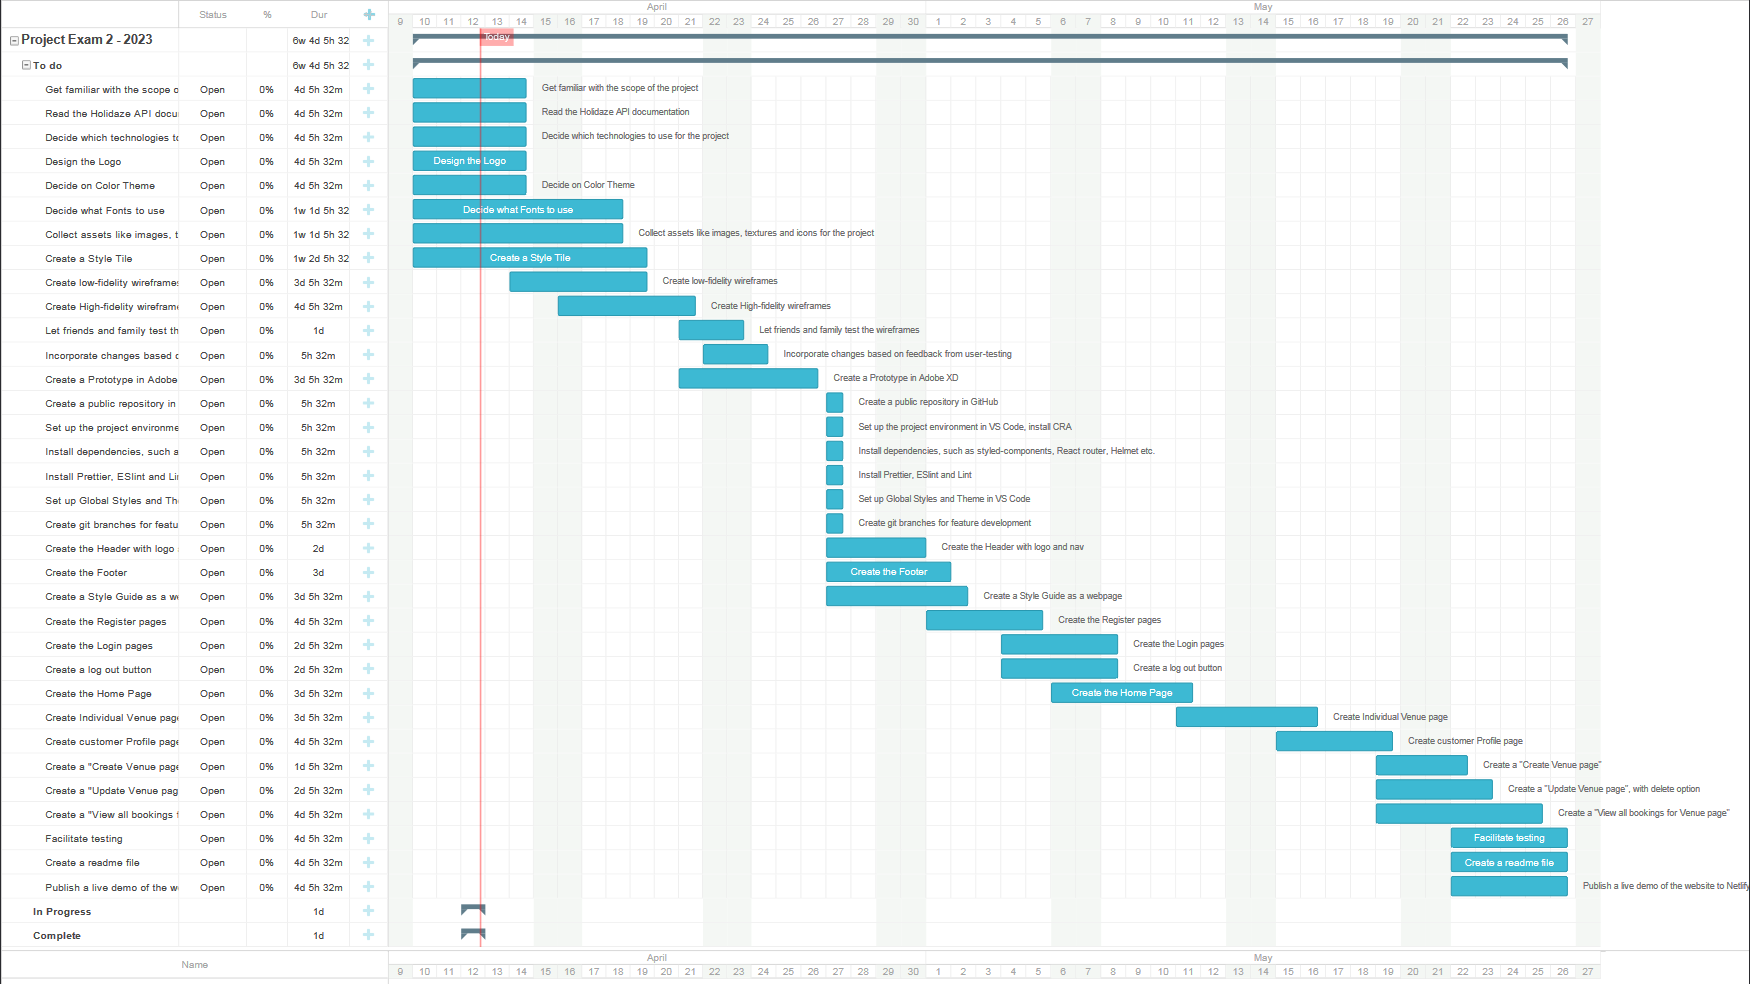 Status % Dur April May
9 10 11 12 13 14 15 16 17 18 19 20 21 22 23 24 25 26 27 28 29 30 1 2 3 4 5 6 7 8 9 10 11 12 13 14 15 16 17 18 19 20 21 22 23 24 25 26 27
Project Exam 2 - 2023 6w 4d 5h 32 Today
To do 6w 4d 5h 32
Get familiar with the scope o Open 0% 4d 5h 32m Get familiar with the scope of the project
Read the Holidaze API docu Open 0% 4d 5h 32m Read the Holidaze API documentation
Decide which technologies to Open 0% 4d 5h 32m Decide which technologies to use for the project
Design the Logo Open 0% 4d 5h 32m Design the Logo
Decide on Color Theme Open 0% 4d 5h 32m Decide on Color Theme
Decide what Fonts to use Open 0% 1w 1d 5h 32 Decide what Fonts to use
Collect assets like images, t Open 0% 1w 1d 5h 32 Collect assets like images, textures and icons for the project
Create a Style Tile Open 0% 1w 2d 5h 32 Create a Style Tile
Create low-fidelity wireframes Open 0% 3d 5h 32m Create low-fidelity wireframes
Create High-fidelity wirefram Open 0% 4d 5h 32m Create High-fidelity wireframes
Let friends and family test th Open 0% 1d Let friends and family test the wireframes
Incorporate changes based o Open 0% 5h 32m Incorporate changes based on feedback from user-testing
Create a Prototype in Adobe Open 0% 3d 5h 32m Create a Prototype in Adobe XD
Create a public repository in Open 0% 5h 32m Create a public repository in GitHub
Set up the project environme Open 0% 5h 32m Set up the project environment in VS Code, install CRA
Install dependencies, such a Open 0% 5h 32m Install dependencies, such as styled-components, React router, Helmet etc.
Install Prettier, ESlint and Li Open 0% 5h 32m Install Prettier, ESlint and Lint
Set up Global Styles and Th Open 0% 5h 32m Set up Global Styles and Theme in VS Code
Create git branches for featu Open 0% 5h 32m Create git branches for feature development
Create the Header with logo Open 0% 2d Create the Header with logo and nav
Create the Footer Open 0% 3d Create the Footer
Create a Style Guide as a w Open 0% 3d 5h 32m Create a Style Guide as a webpage
Create the Register pages Open 0% 4d 5h 32m Create the Register pages
Create the Login pages Open 0% 2d 5h 32m Create the Login pages
Create a log out button Open 0% 2d 5h 32m Create a log out button
Create the Home Page Open 0% 3d 5h 32m Create the Home Page
Create Individual Venue page Open 0% 3d 5h 32m Create Individual Venue page
Create customer Profile page Open 0% 4d 5h 32m Create customer Profile page
Create a "Create Venue page Open 0% 1d 5h 32m Create a "Create Venue page"
Create a "Update Venue pag Open 0% 2d 5h 32m Create a "Update Venue page", with delete option
Create a "View all bookings f Open 0% 4d 5h 32m Create a "View all bookings for Venue page"
Facilitate testing Open 0% 4d 5h 32m Facilitate testing
Create a readme file Open 0% 4d 5h 32m Create a readme file
Publish a live demo of the w Open 0% 4d 5h 32m Publish a live demo of the website to Netlify
In Progress 1d
Complete 1d
Name April May
9 10 11 12 13 14 15 16 17 18 19 20 21 22 23 24 25 26 27 28 29 30 1 2 3 4 5 6 7 8 9 10 11 12 13 14 15 16 17 18 19 20 21 22 23 24 25 26 27